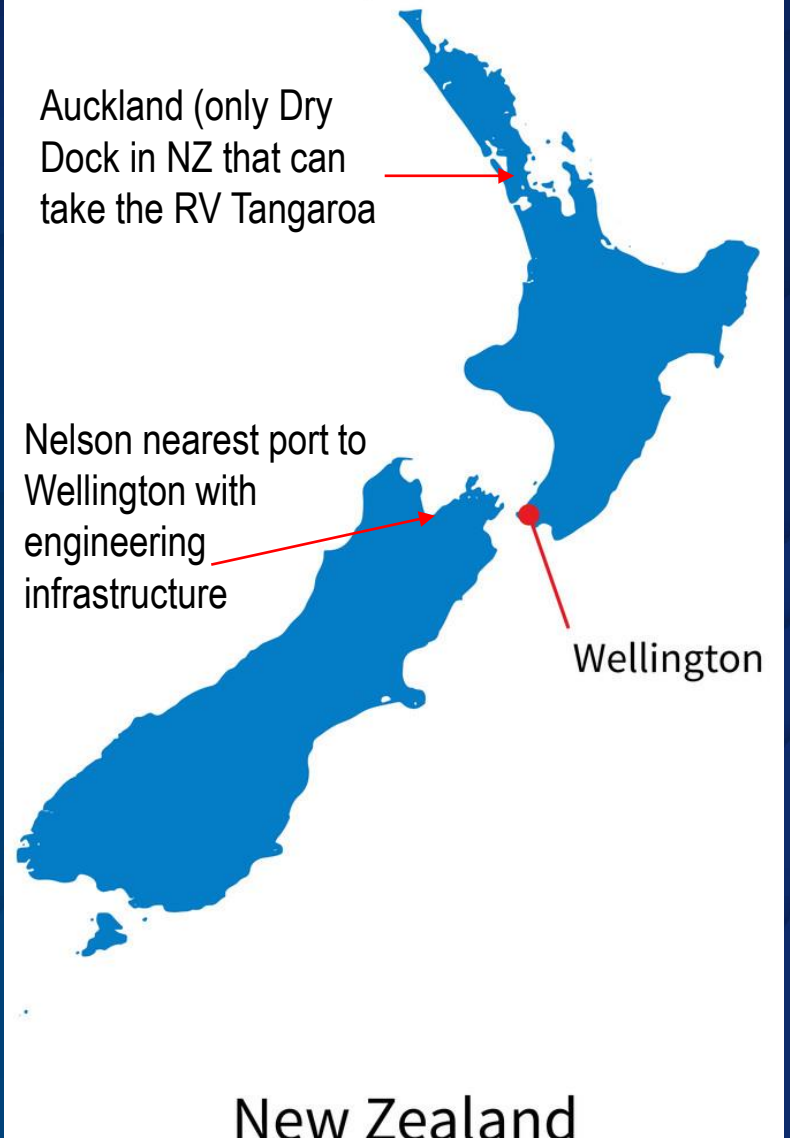 Auckland (only Dry
Dock in NZ that can
take the RV Tangaroa
Nelson nearest port to
Wellington with
engineering
infrastructure
Wellington
New Zealand